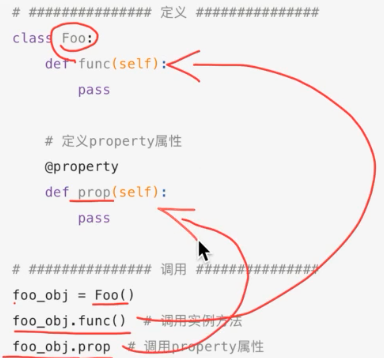 # ############### 定义 ###############
class Foo:
def func(self):
pass
# 定义property属性
@property
def prop(self):
pass
# ############### 调用 ###############
foo_obj = Foo()
foo_obj.func() # 调用实例方法
foo_obj.prop # 调用property属性